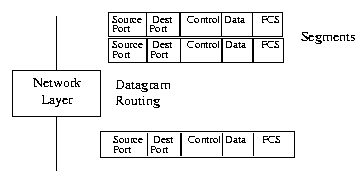 Source Port Dest Port Control Data FCS
Source Port Dest Port Control Data FCS
Segments
Network Layer
Datagram Routing
Source Port Dest Port Control Data FCS